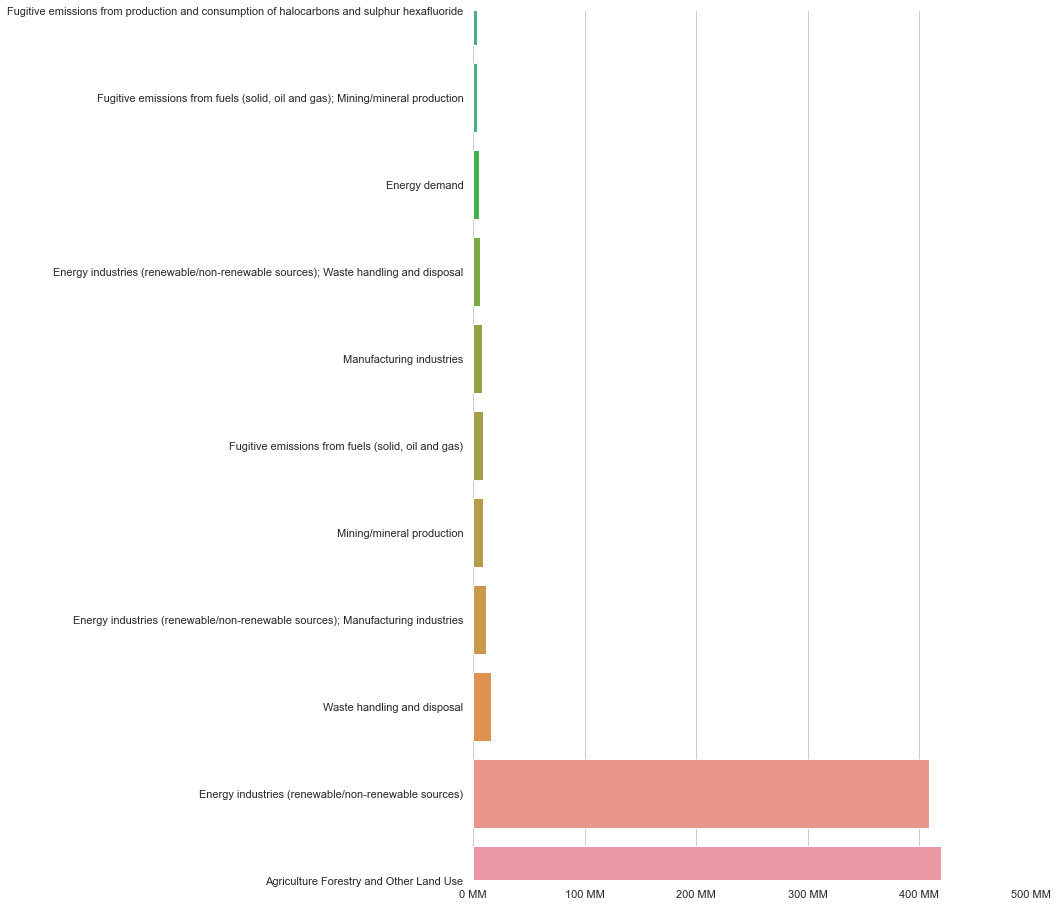 Fugitive emissions from production and consumption of halocarbons and sulphur hexafluoride
Fugitive emissions from fuels (solid, oil and gas); Mining/mineral production
Energy demand
Energy industries (renewable/non-renewable sources); Waste handling and disposal
Manufacturing industries
Fugitive emissions from fuels (solid, oil and gas)
Mining/mineral production
Energy industries (renewable/non-renewable sources); Manufacturing industries
Waste handling and disposal
Energy industries (renewable/non-renewable sources)
Agriculture Forestry and Other Land Use
0 MM 100 MM 200 MM 300 MM 400 MM 500 MM